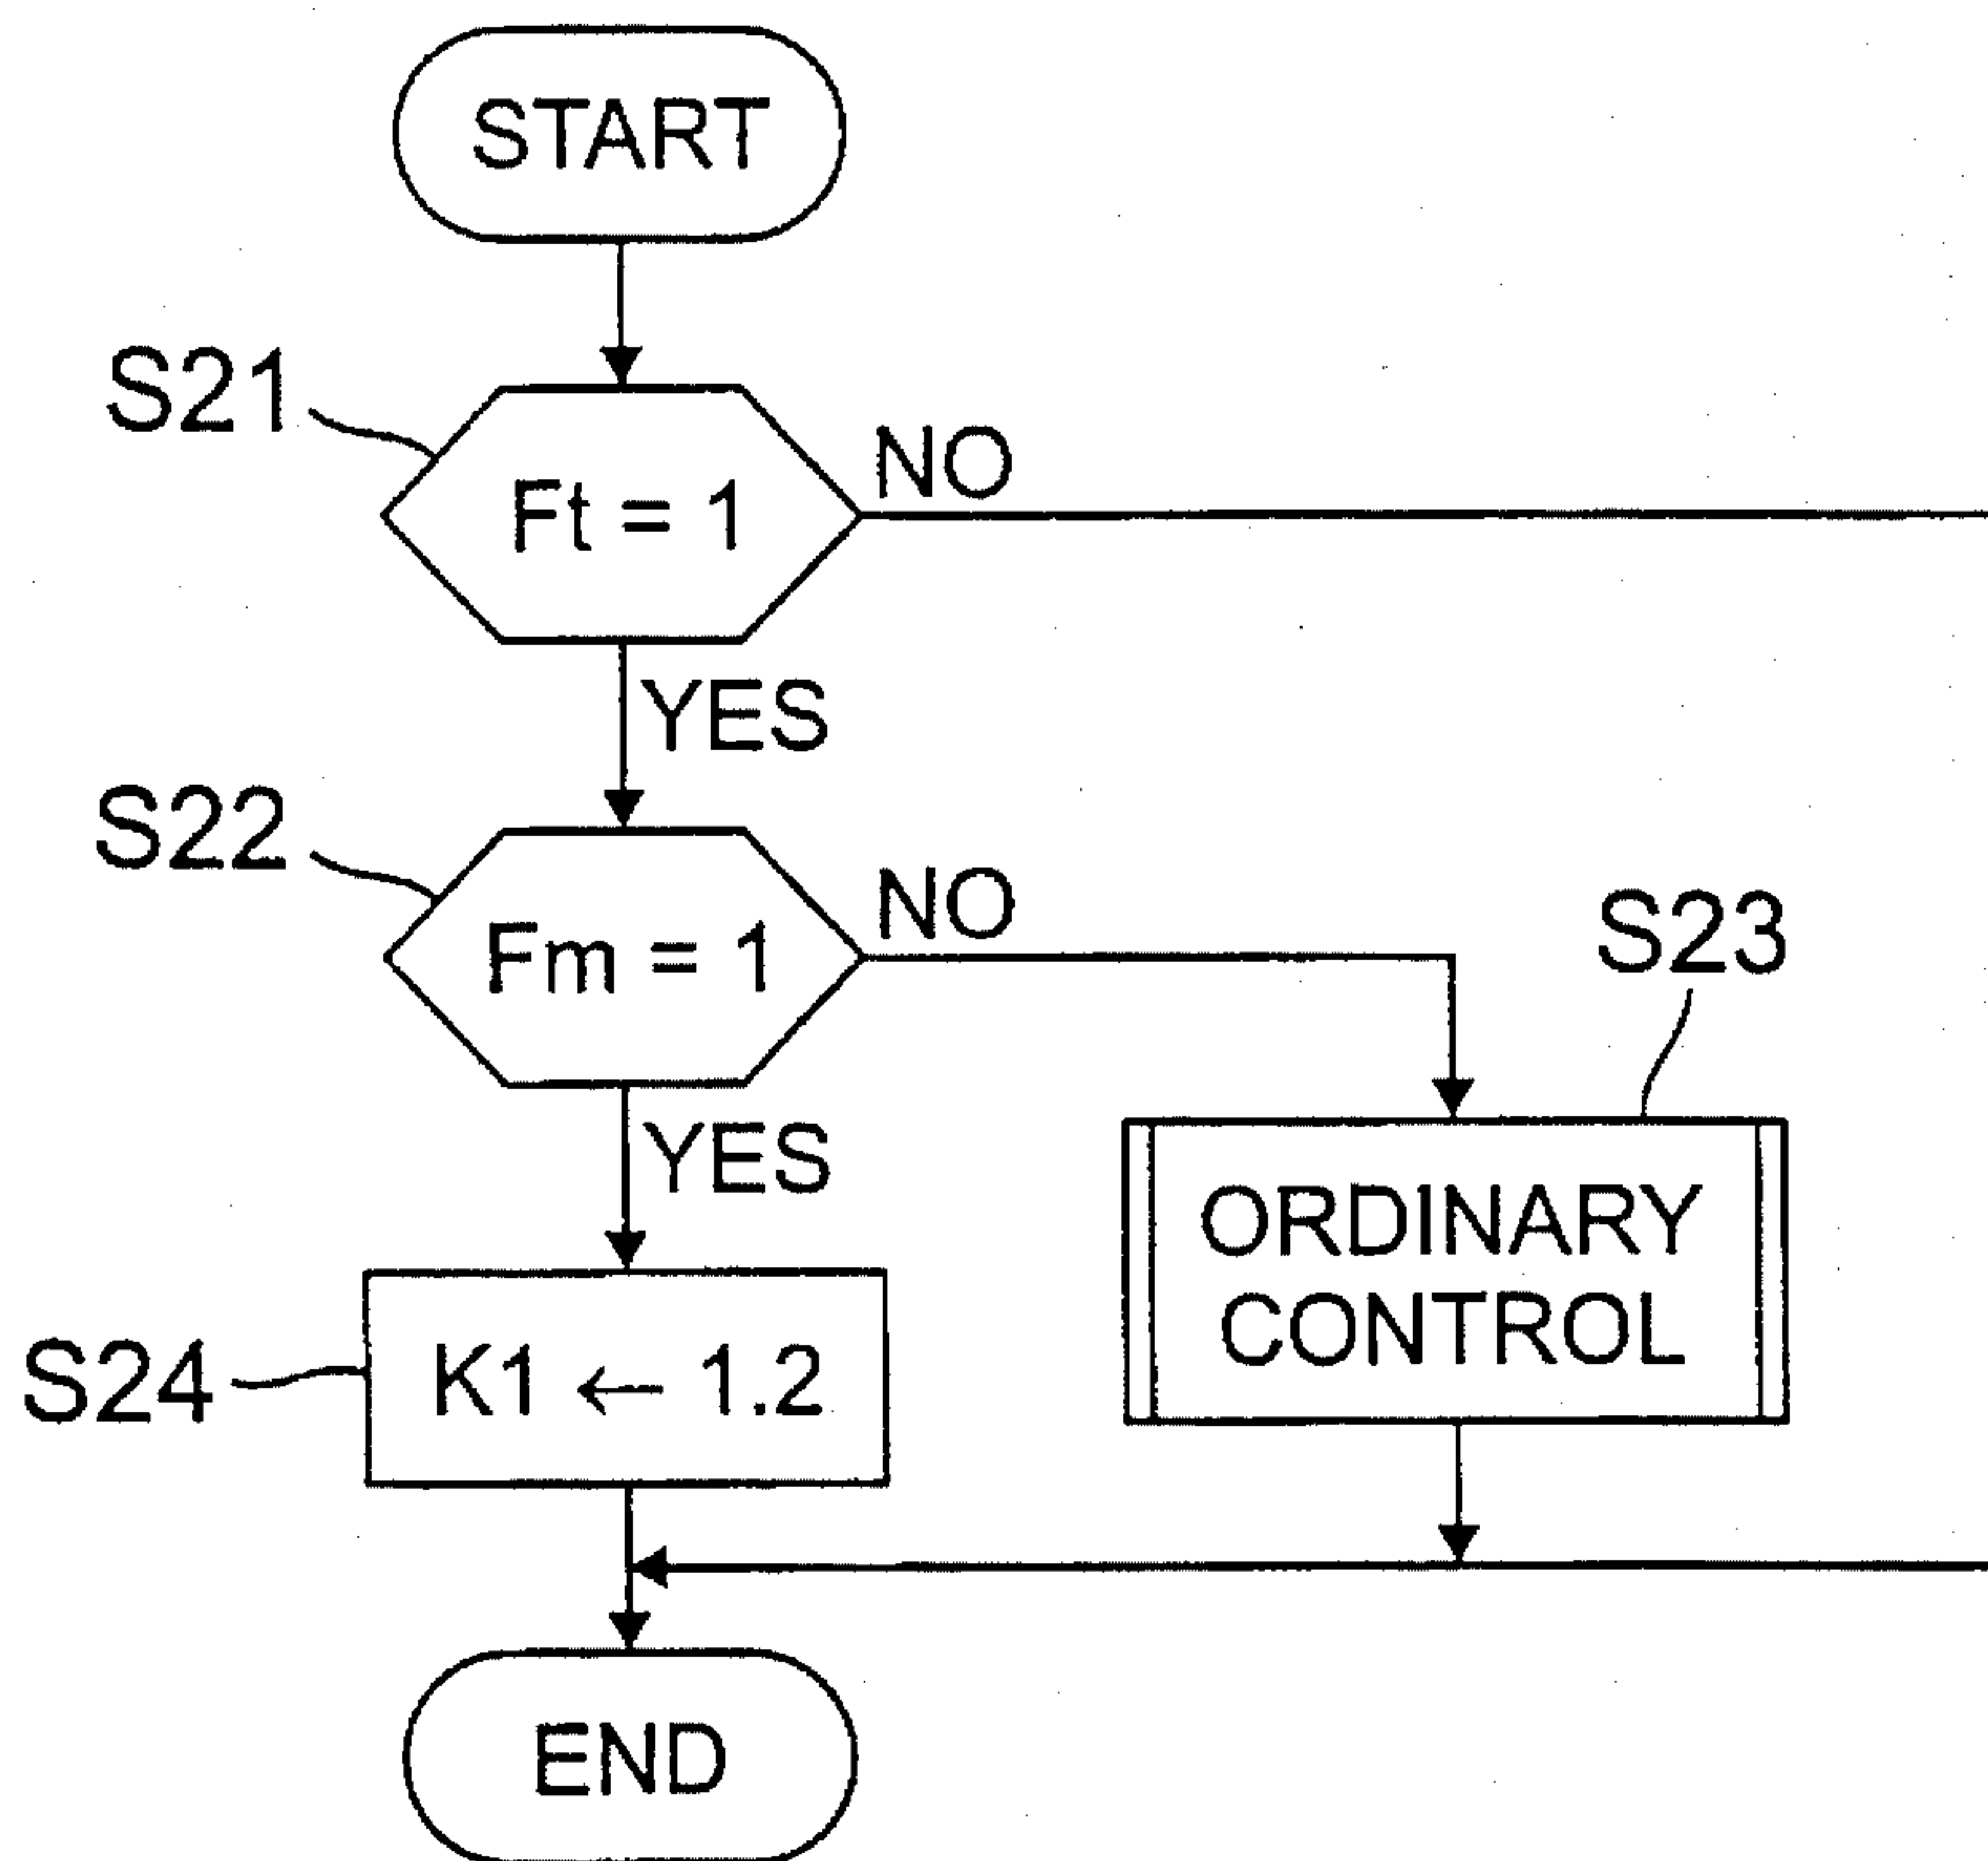 START
S21
Ft = 1
NO
YES
S22
Fm = 1
NO
S23
YES
ORDINARY
CONTROL
S24
K1 ← 1.2
END